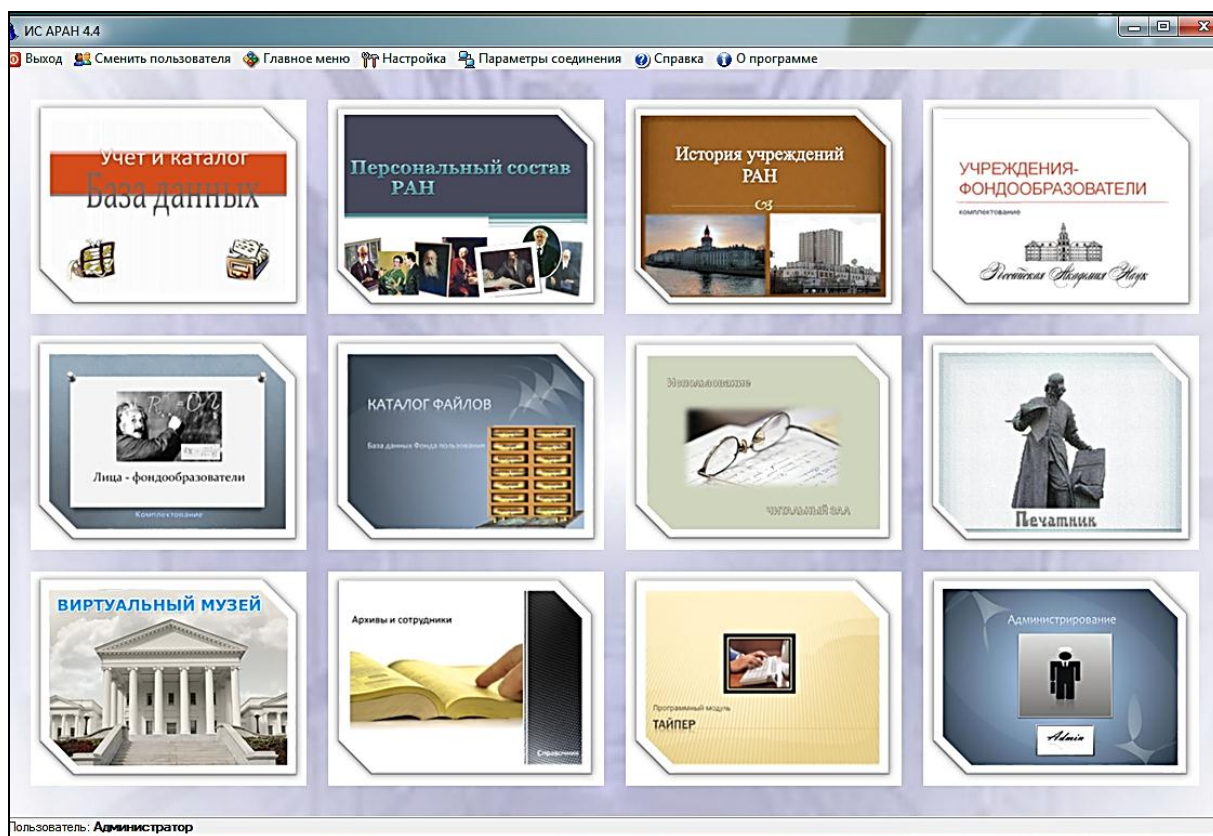 ИС АРАН 4.4
Выход Сменить пользователя Главное меню Настройка Параметры соединения Справка О программе
Учет и каталог
База данных
Персональный состав
РАН
История учреждений
РАН
УЧРЕЖДЕНИЯ-
ФОНДООБРАЗОВАТЕЛИ
комплектование
Российская Академия Наук
Лица - фондообразователи
Комплектование
КАТАЛОГ ФАЙЛОВ
База данных Фонда пользования
Использование
ЧИТАЛЬНЫЙ ЗАЛ
Печатник
ВИРТУАЛЬНЫЙ МУЗЕЙ
Архивы и сотрудники
Справочник
Программный модуль
ТАЙПЕР
Администрирование
Admin
Пользователь: Администратор